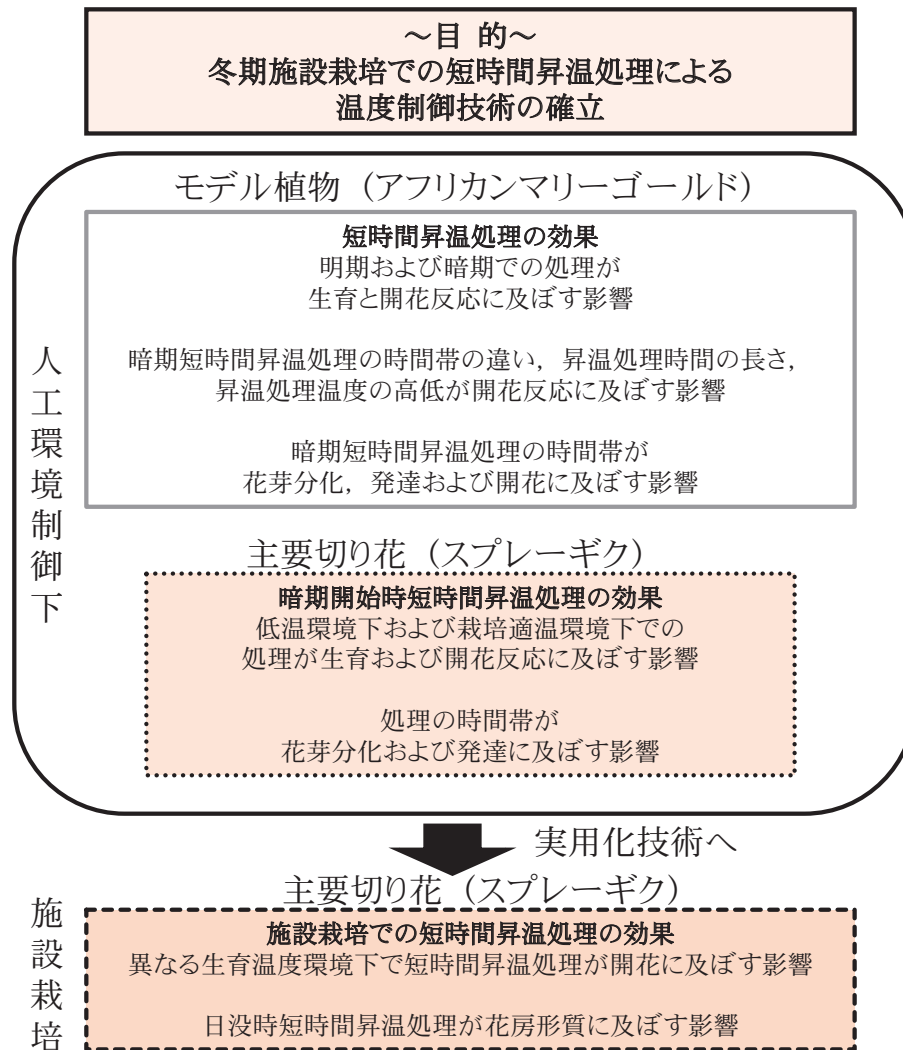 ～目 的～
冬期施設栽培での短時間昇温処理による
温度制御技術の確立
モデル植物（アフリカンマリーゴールド）
人工環境制御下
短時間昇温処理の効果
明期および暗期での処理が
生育と開花反応に及ぼす影響
暗期短時間昇温処理の時間帯の違い，昇温処理時間の長さ，
昇温処理温度の高低が開花反応に及ぼす影響
暗期短時間昇温処理の時間帯が
花芽分化，発達および開花に及ぼす影響
主要切り花（スプレーギク）
暗期開始時短時間昇温処理の効果
低温環境下および栽培適温環境下での
処理が生育および開花反応に及ぼす影響
処理の時間帯が
花芽分化および発達に及ぼす影響
実用化技術へ
主要切り花（スプレーギク）
施設栽培
施設栽培での短時間昇温処理の効果
異なる生育温度環境下で短時間昇温処理が開花に及ぼす影響
日没時短時間昇温処理が花房形質に及ぼす影響